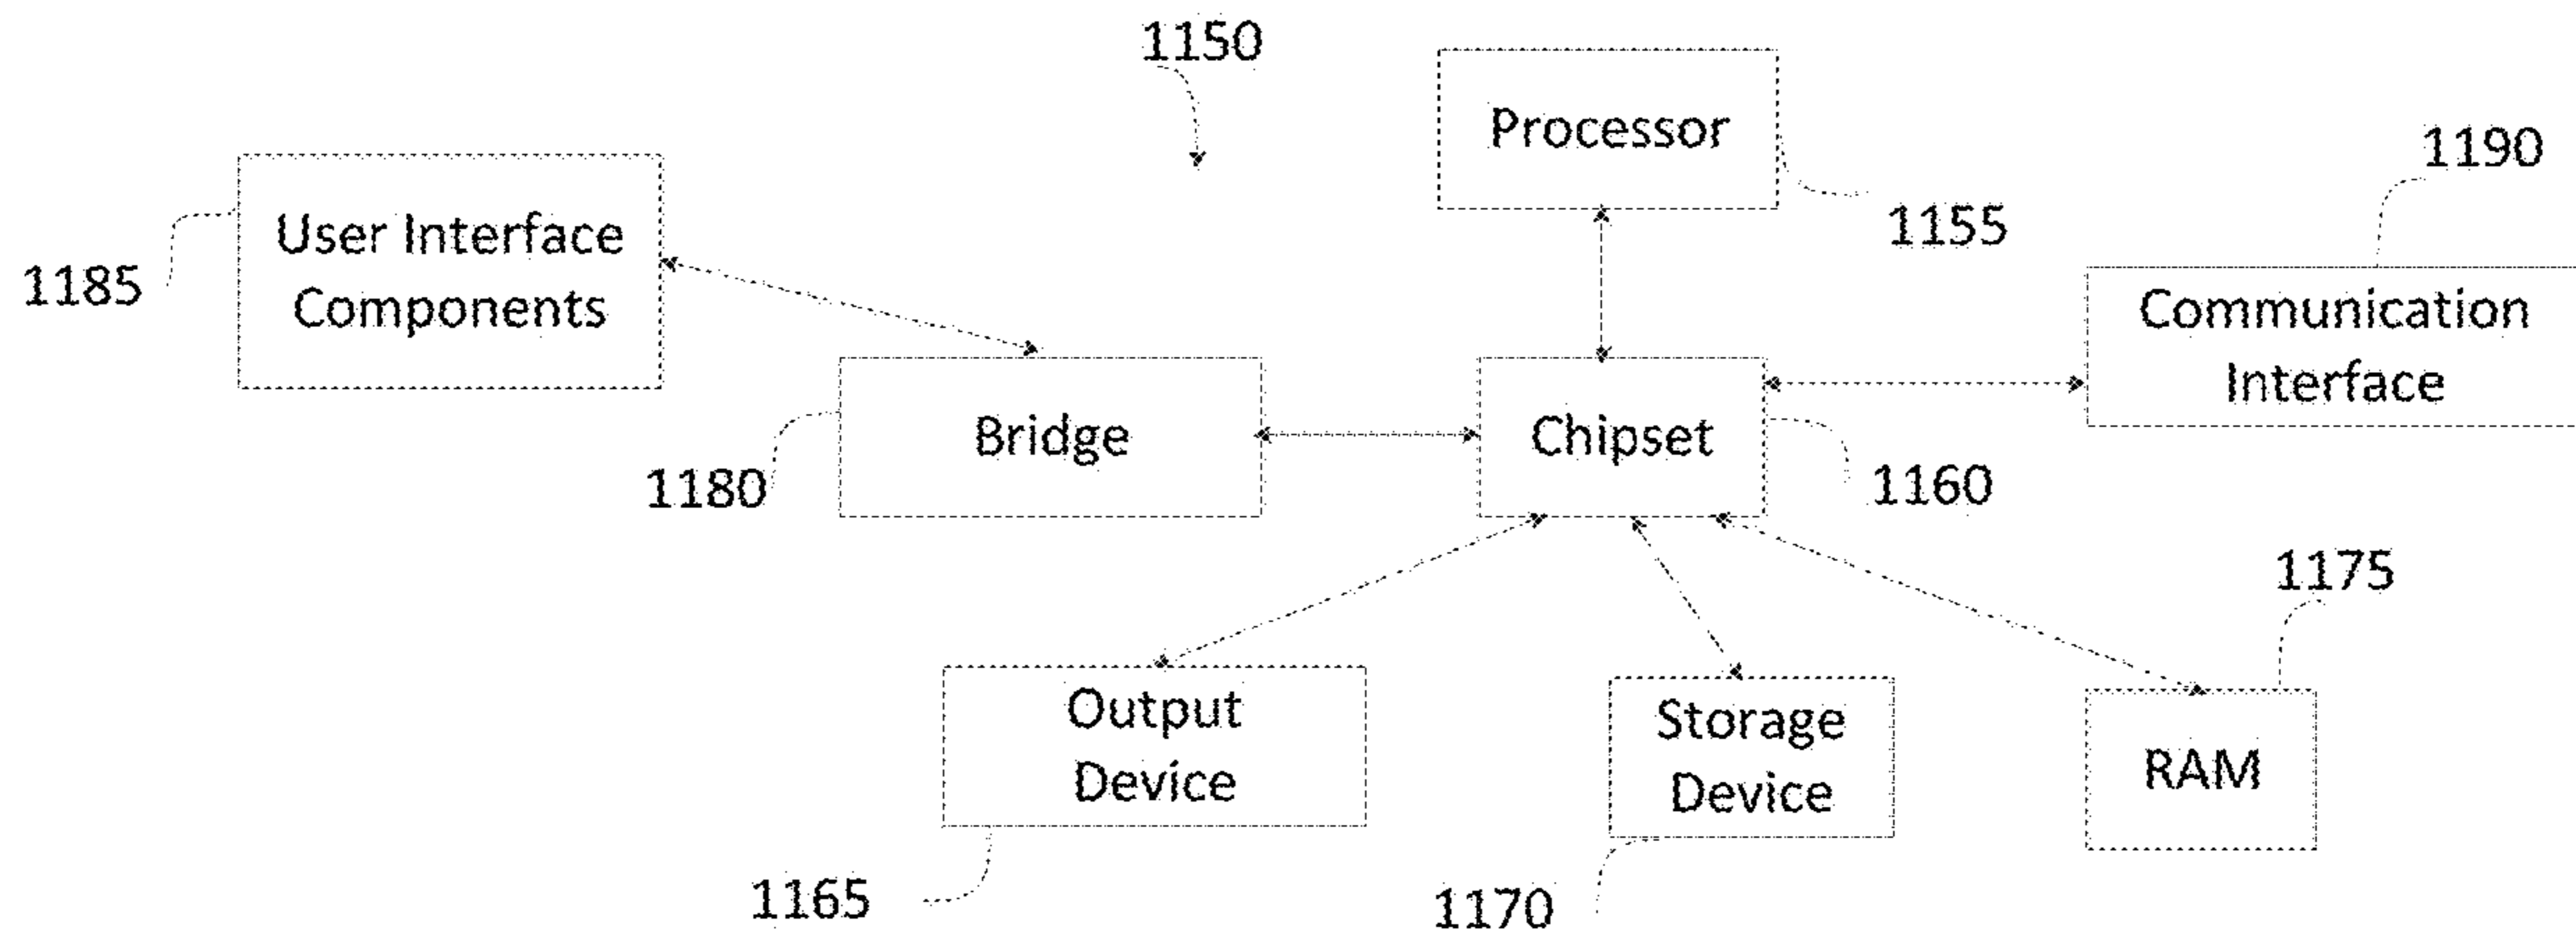 1150
Processor
1190
User Interface
Components
1155
1185
Communication
Interface
Bridge
Chipset
1180
1160
1175
Output
Device
Storage
Device
RAM
1165
1170